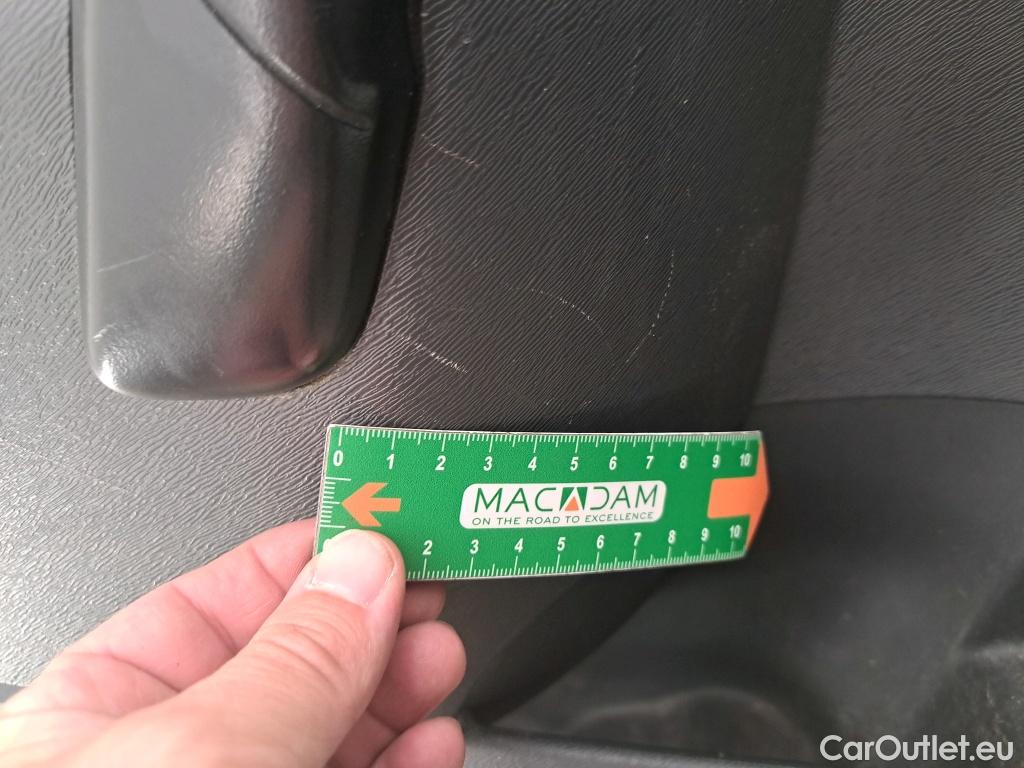 0 1 2 3 4 5 6 7 8 9 10
MACADAM
ON THE ROAD TO EXCELLENCE
2 3 4 5 6 7 8 9 10
CarOutlet.eu